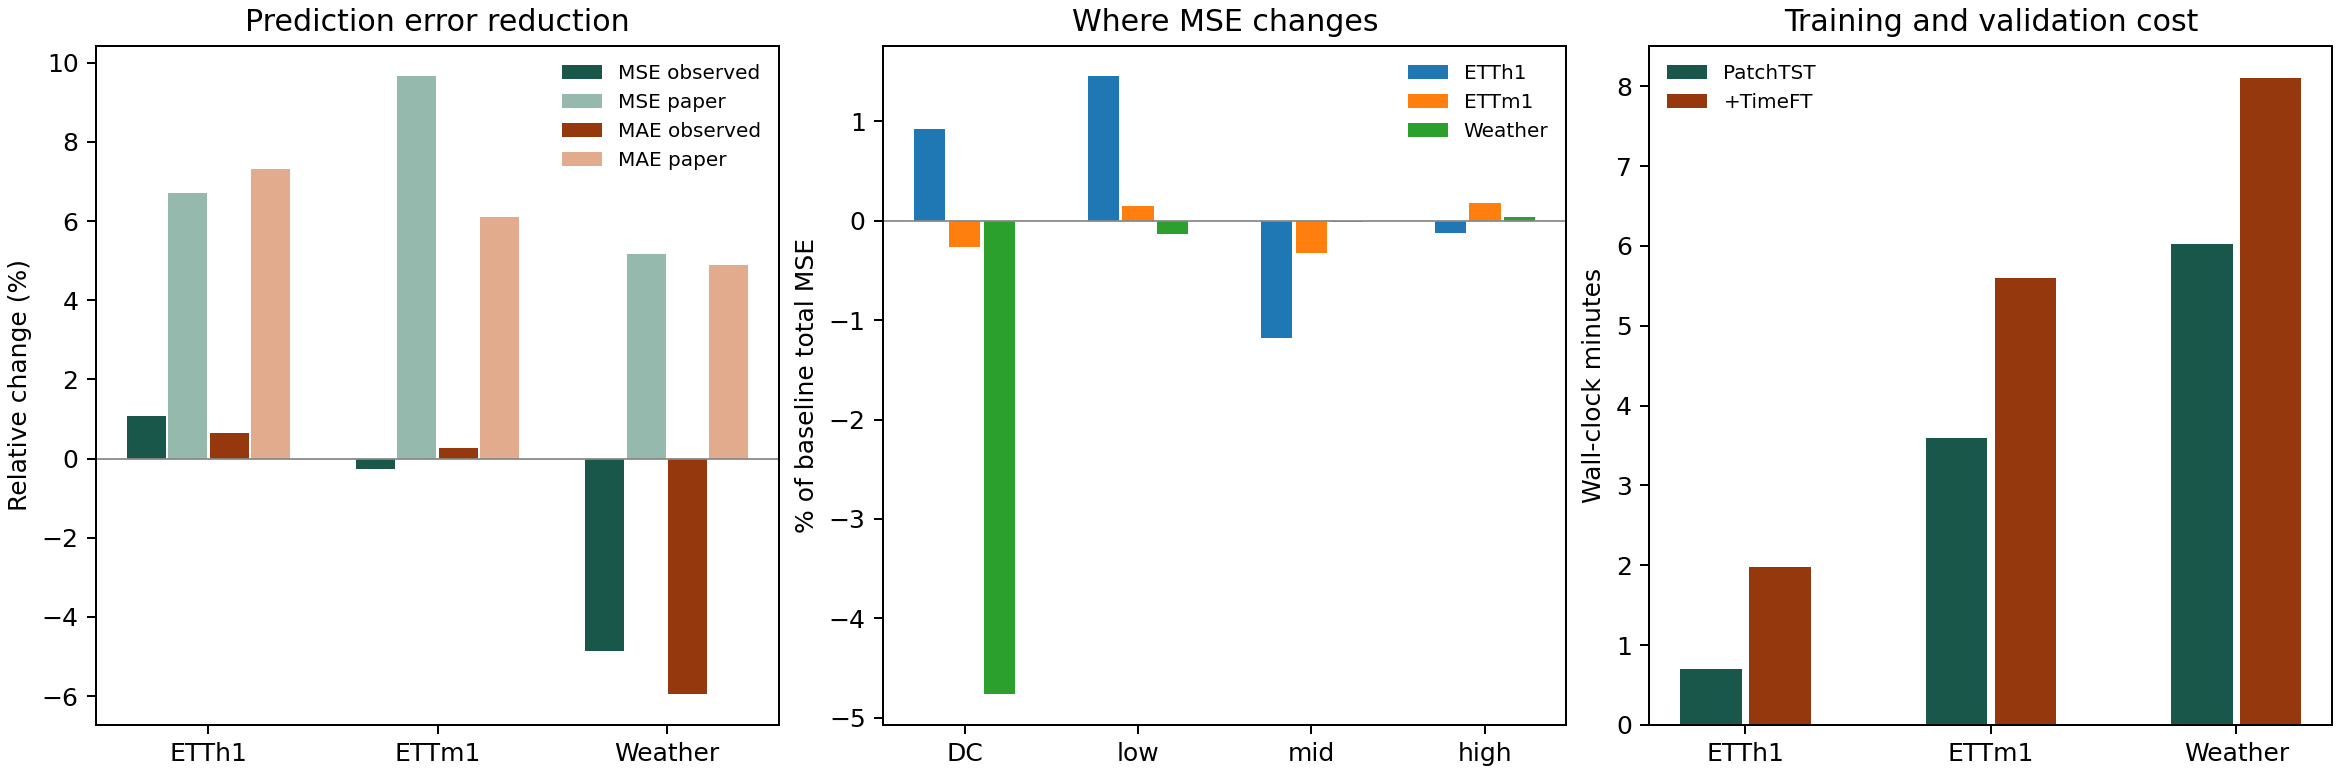 Prediction error reduction
Relative change (%)
10
8
6
4
2
0
−2
−4
−6
MSE observed
MSE paper
MAE observed
MAE paper
ETTh1
ETTm1
Weather
Where MSE changes
% of baseline total MSE
1
0
−1
−2
−3
−4
−5
ETTh1
ETTm1
Weather
DC
low
mid
high
Training and validation cost
Wall-clock minutes
8
7
6
5
4
3
2
1
0
PatchTST
+TimeFT
ETTh1
ETTm1
Weather